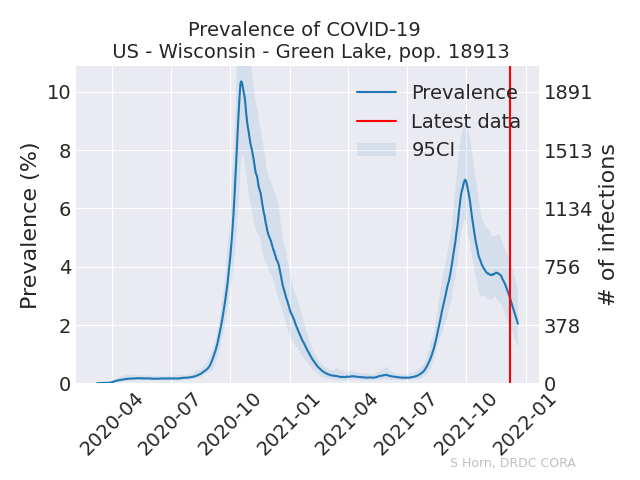 Prevalence of COVID-19
US - Wisconsin - Green Lake, pop. 18913
Prevalence
Latest data
95CI
Prevalence (%)
10
8
6
4
2
0
1891
1513
1134
756
378
0
# of infections
2020-04
2020-07
2020-10
2021-01
2021-04
2021-07
2021-10
2022-01
S Horn, DRDC CORA